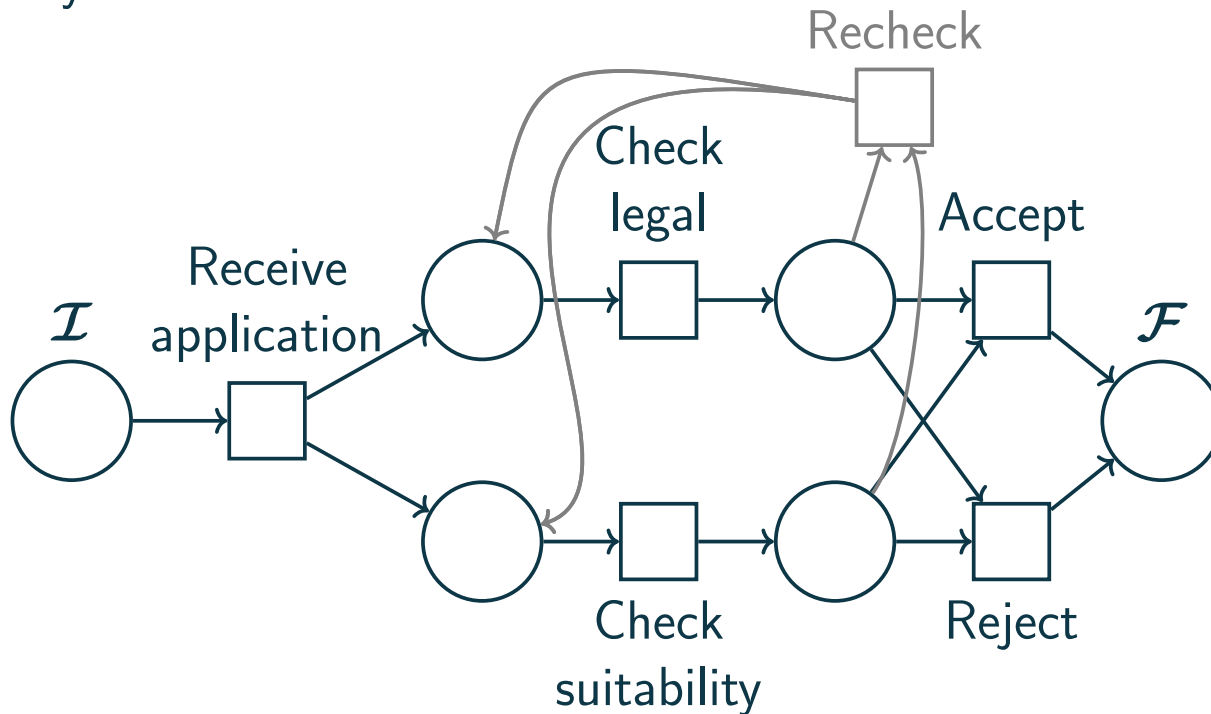 y
Recheck
Check
legal
Accept
Receive
application
I
F
Check
suitability
Reject